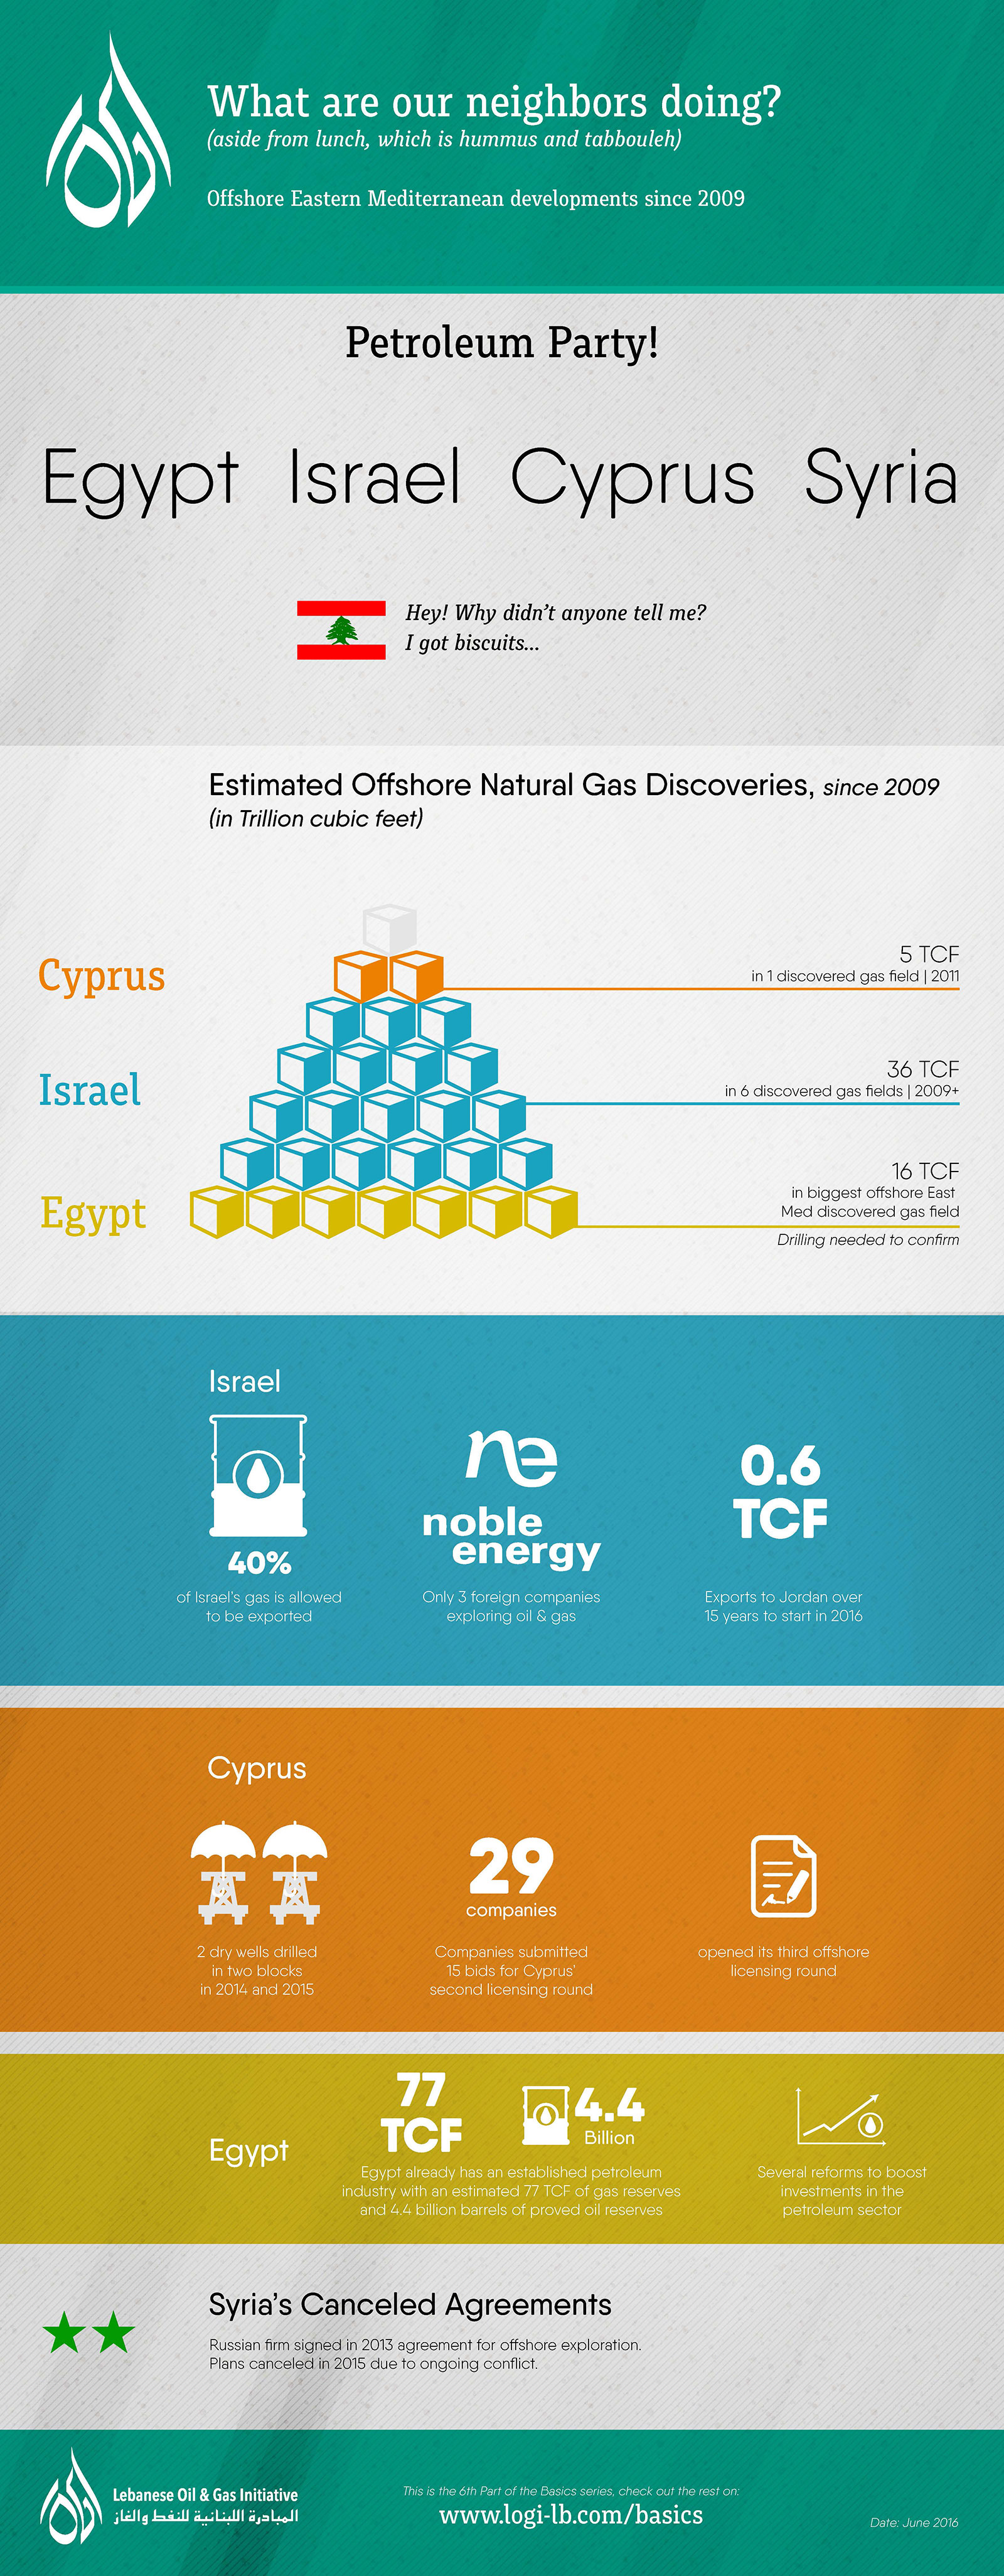 What are our neighbors doing?
(aside from lunch, which is hummus and tabbouleh)
Offshore Eastern Mediterranean developments since 2009
Petroleum Party!
Egypt Israel Cyprus Syria
Hey! Why didn't anyone tell me?
I got biscuits...
Estimated Offshore Natural Gas Discoveries, since 2009
(in Trillion cubic feet)
Cyprus
5 TCF
in 1 discovered gas field | 2011
Israel
36 TCF
in 6 discovered gas fields | 2009+
Egypt
16 TCF
in biggest offshore East
Med discovered gas field
Drilling needed to confirm
Israel
40%
of Israel's gas is allowed
to be exported
ne
noble
energy
Only 3 foreign companies
exploring oil & gas
0.6
TCF
Exports to Jordan over
15 years to start in 2016
Cyprus
2 dry wells drilled
in two blocks
in 2014 and 2015
29
companies
Companies submitted
15 bids for Cyprus'
second licensing round
opened its third offshore
licensing round
Egypt
77
TCF
4.4
Billion
Egypt already has an established petroleum
industry with an estimated 77 TCF of gas reserves
and 4.4 billion barrels of proved oil reserves
Several reforms to boost
investments in the
petroleum sector
Syria's Canceled Agreements
Russian firm signed in 2013 agreement for offshore exploration.
Plans canceled in 2015 due to ongoing conflict.
Lebanese Oil & Gas Initiative
المبادرة اللبنانية للنفط والغاز
This is the 6th Part of the Basics series, check out the rest on:
www.logi-lb.com/basics
Date: June 2016